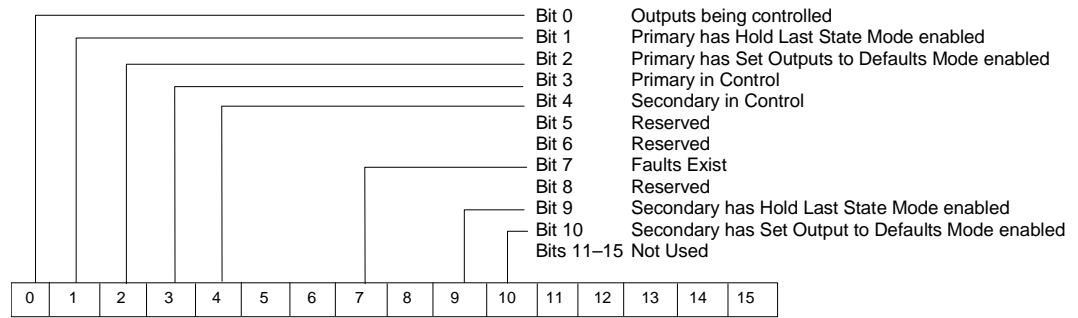 Bit 0 Outputs being controlled
Bit 1 Primary has Hold Last State Mode enabled
Bit 2 Primary has Set Outputs to Defaults Mode enabled
Bit 3 Primary in Control
Bit 4 Secondary in Control
Bit 5 Reserved
Bit 6 Reserved
Bit 7 Faults Exist
Bit 8 Reserved
Bit 9 Secondary has Hold Last State Mode enabled
Bit 10 Secondary has Set Output to Defaults Mode enabled
Bits 11–15 Not Used
0 1 2 3 4 5 6 7 8 9 10 11 12 13 14 15